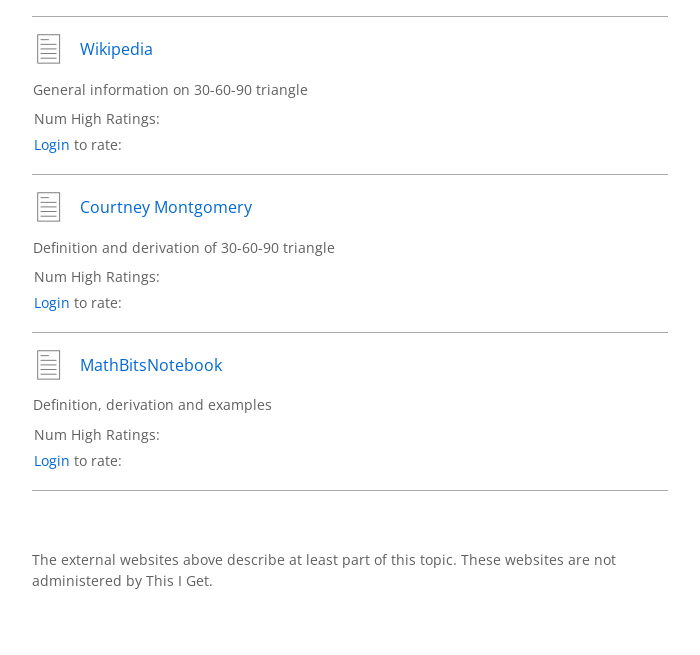 Wikipedia
General information on 30-60-90 triangle
Num High Ratings:
Login to rate:
Courtney Montgomery
Definition and derivation of 30-60-90 triangle
Num High Ratings:
Login to rate:
MathBitsNotebook
Definition, derivation and examples
Num High Ratings:
Login to rate:
The external websites above describe at least part of this topic. These websites are not
administered by This I Get.